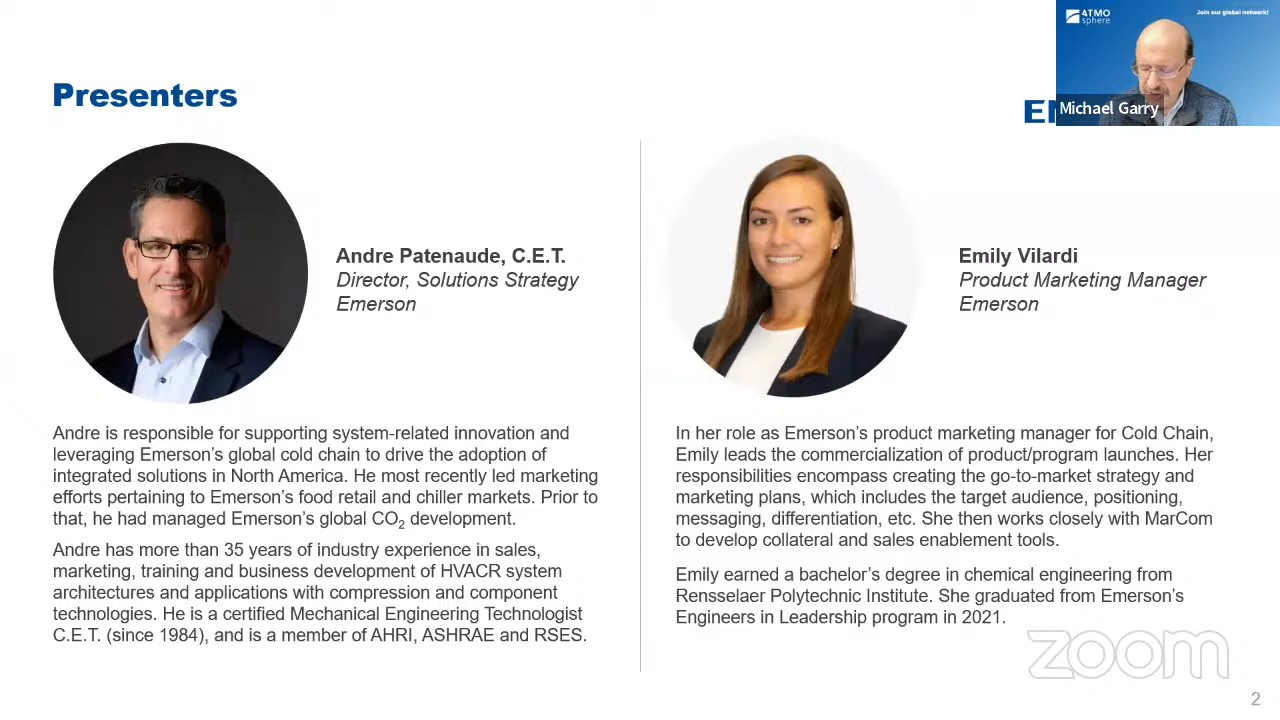 ATMO
sphere
Join our global network!
Michael Garry
Presenters
Andre Patenaude, C.E.T.
Director, Solutions Strategy
Emerson
Andre is responsible for supporting system-related innovation and
leveraging Emerson’s global cold chain to drive the adoption of
integrated solutions in North America. He most recently led marketing
efforts pertaining to Emerson’s food retail and chiller markets. Prior to
that, he had managed Emerson’s global CO₂ development.
Andre has more than 35 years of industry experience in sales,
marketing, training and business development of HVACR system
architectures and applications with compression and component
technologies. He is a certified Mechanical Engineering Technologist
C.E.T. (since 1984), and is a member of AHRI, ASHRAE and RSES.
Emily Vilardi
Product Marketing Manager
Emerson
In her role as Emerson’s product marketing manager for Cold Chain,
Emily leads the commercialization of product/program launches. Her
responsibilities encompass creating the go-to-market strategy and
marketing plans, which includes the target audience, positioning,
messaging, differentiation, etc. She then works closely with MarCom
to develop collateral and sales enablement tools.
Emily earned a bachelor’s degree in chemical engineering from
Rensselaer Polytechnic Institute. She graduated from Emerson’s
Engineers in Leadership program in 2021.
zoom
2